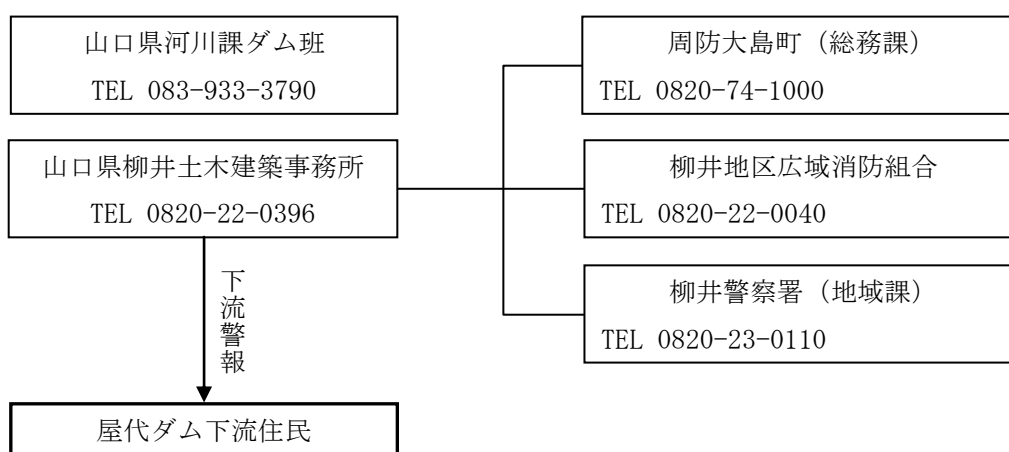 山口県河川課ダム班
TEL 083-933-3790
周防大島町（総務課）
TEL 0820-74-1000
山口県柳井土木建築事務所
TEL 0820-22-0396
柳井地区広域消防組合
TEL 0820-22-0040
下流警報
柳井警察署（地域課）
TEL 0820-23-0110
屋代ダム下流住民